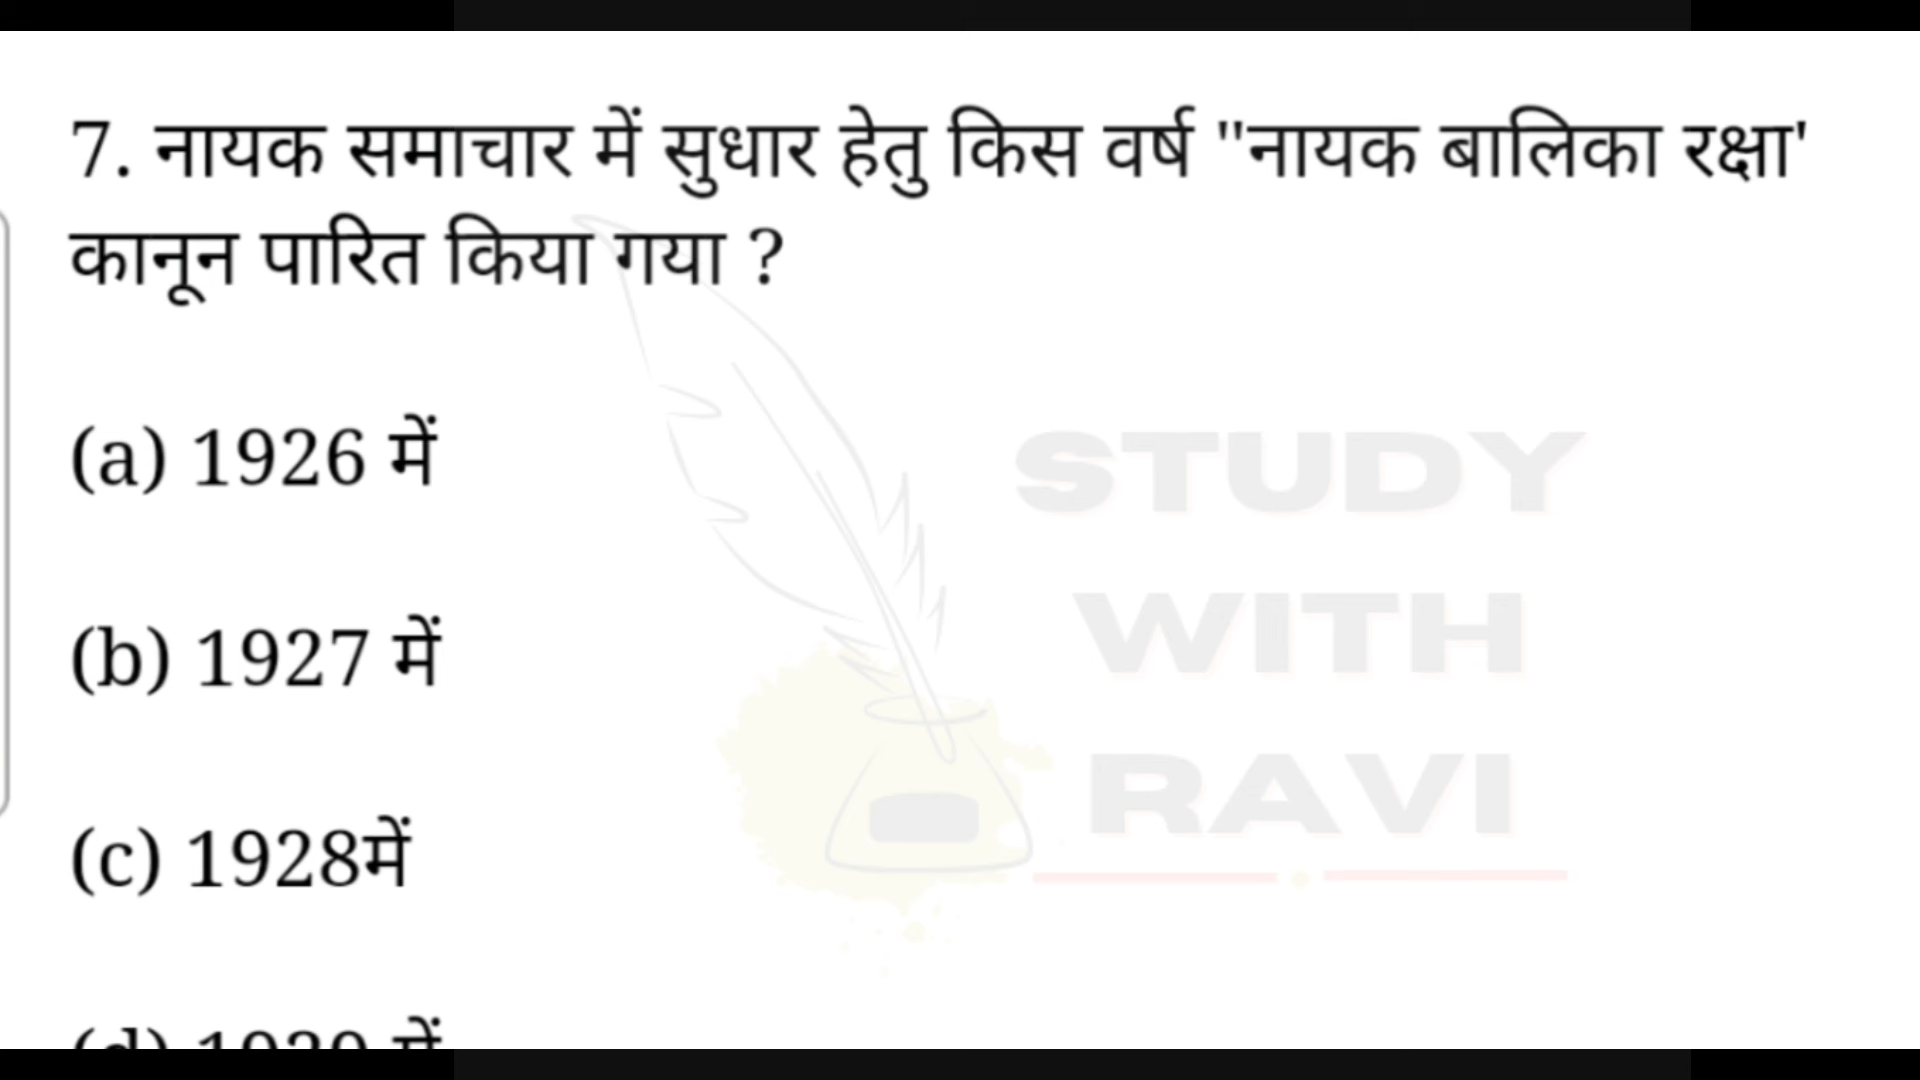 7. नायक समाचार में सुधार हेतु किस वर्ष "नायक बालिका रक्षा'
कानून पारित किया गया ?
(a) 1926 में
(b) 1927 में
(c) 1928में
STUDY
WITH
RAVI